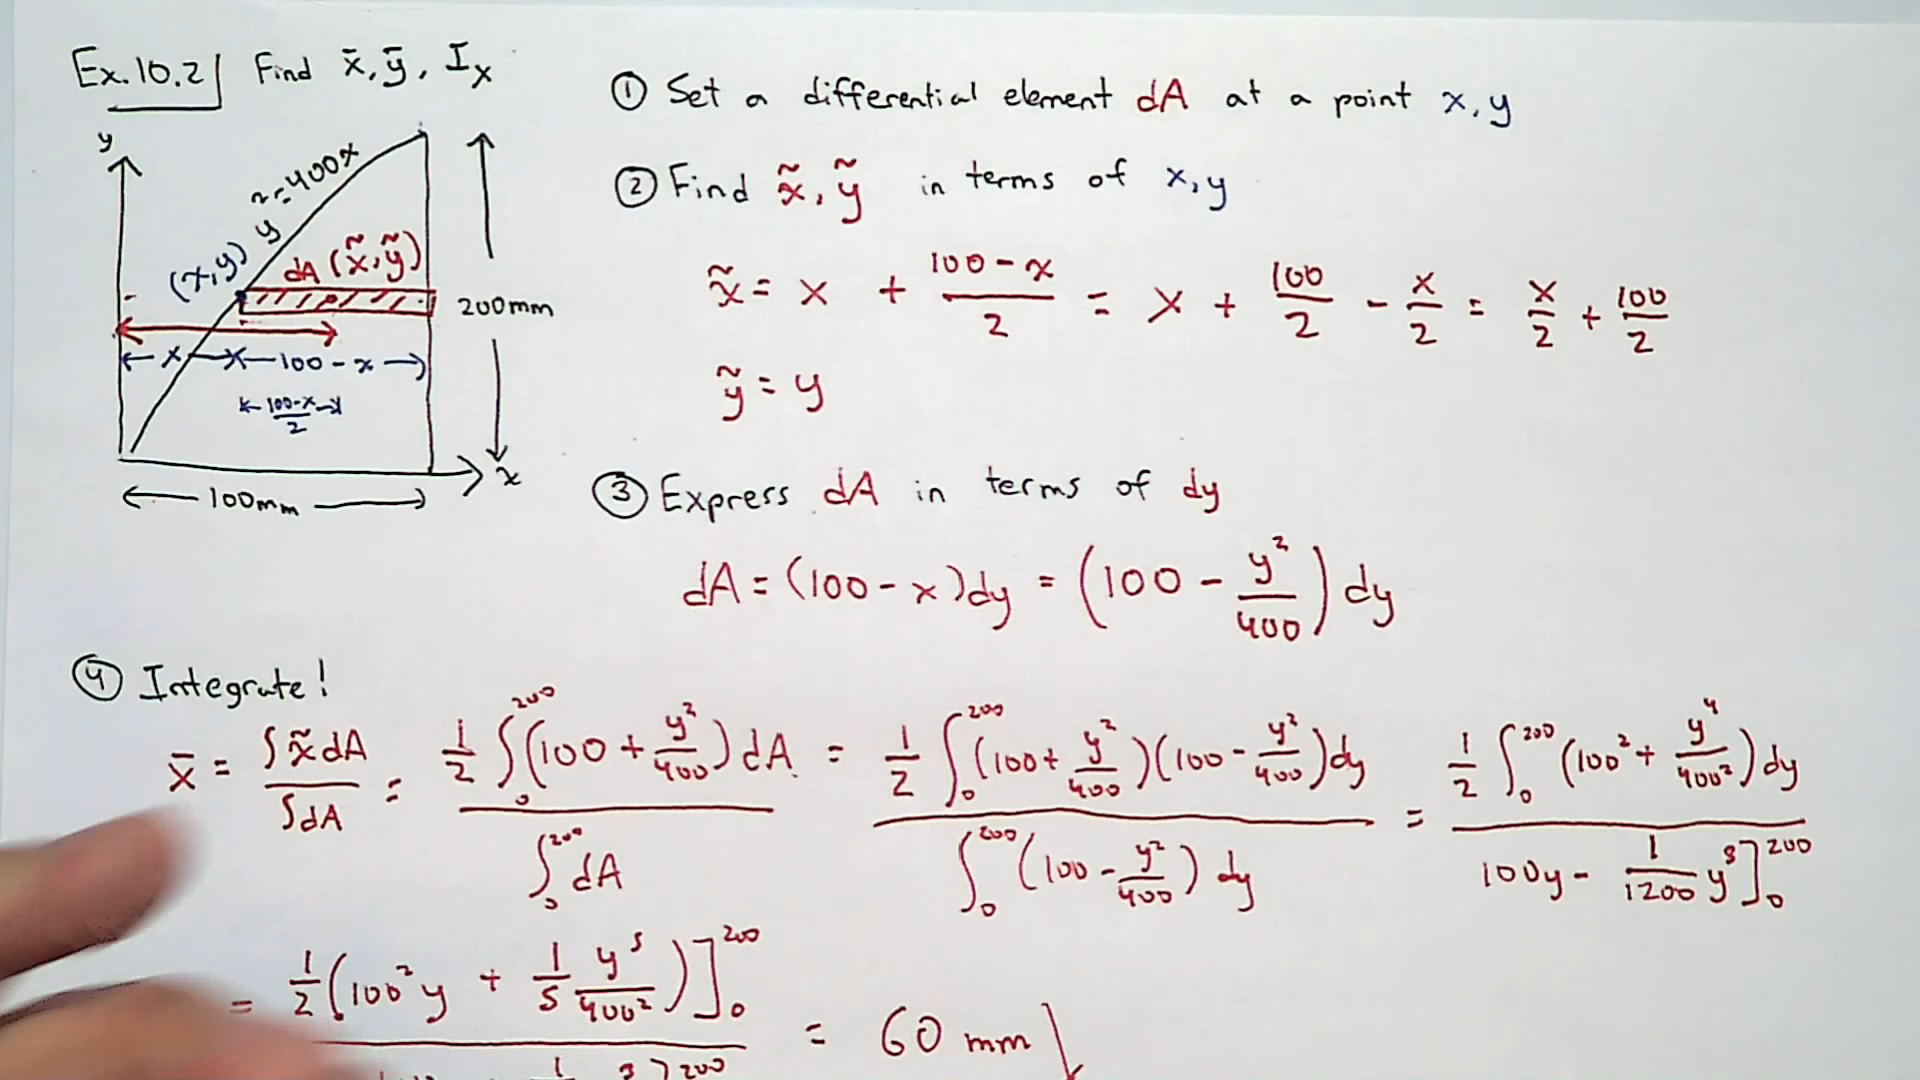 Ex. 10.2 Find x̄, ȳ, Ix
y
y² = 400x
(x,y)
dA (x̃, ỹ)
200mm
x 100 - x
(100-x)/2
x
100mm
① Set a differential element dA at a point x, y
② Find x̃, ỹ in terms of x, y
x̃ = x + (100 - x)/2 = x + 100/2 - x/2 = x/2 + 100/2
ỹ = y
③ Express dA in terms of dy
dA = (100 - x)dy = (100 - y²/400) dy
④ Integrate!
x̄ = ∫x̃dA / ∫dA = ½ ∫₀²⁰⁰ (100 + y²/400) dA / ∫₀²⁰⁰ dA = ½ ∫₀²⁰⁰ (100 + y²/400)(100 - y²/400)dy / ∫₀²⁰⁰ (100 - y²/400) dy = ½ ∫₀²⁰⁰ (100² + y⁴/400²) dy / 100y - 1/1200 y³]₀²⁰⁰
= ½ (100²y + 1/5 y⁵/400²)]₀²⁰⁰ = 60 mm